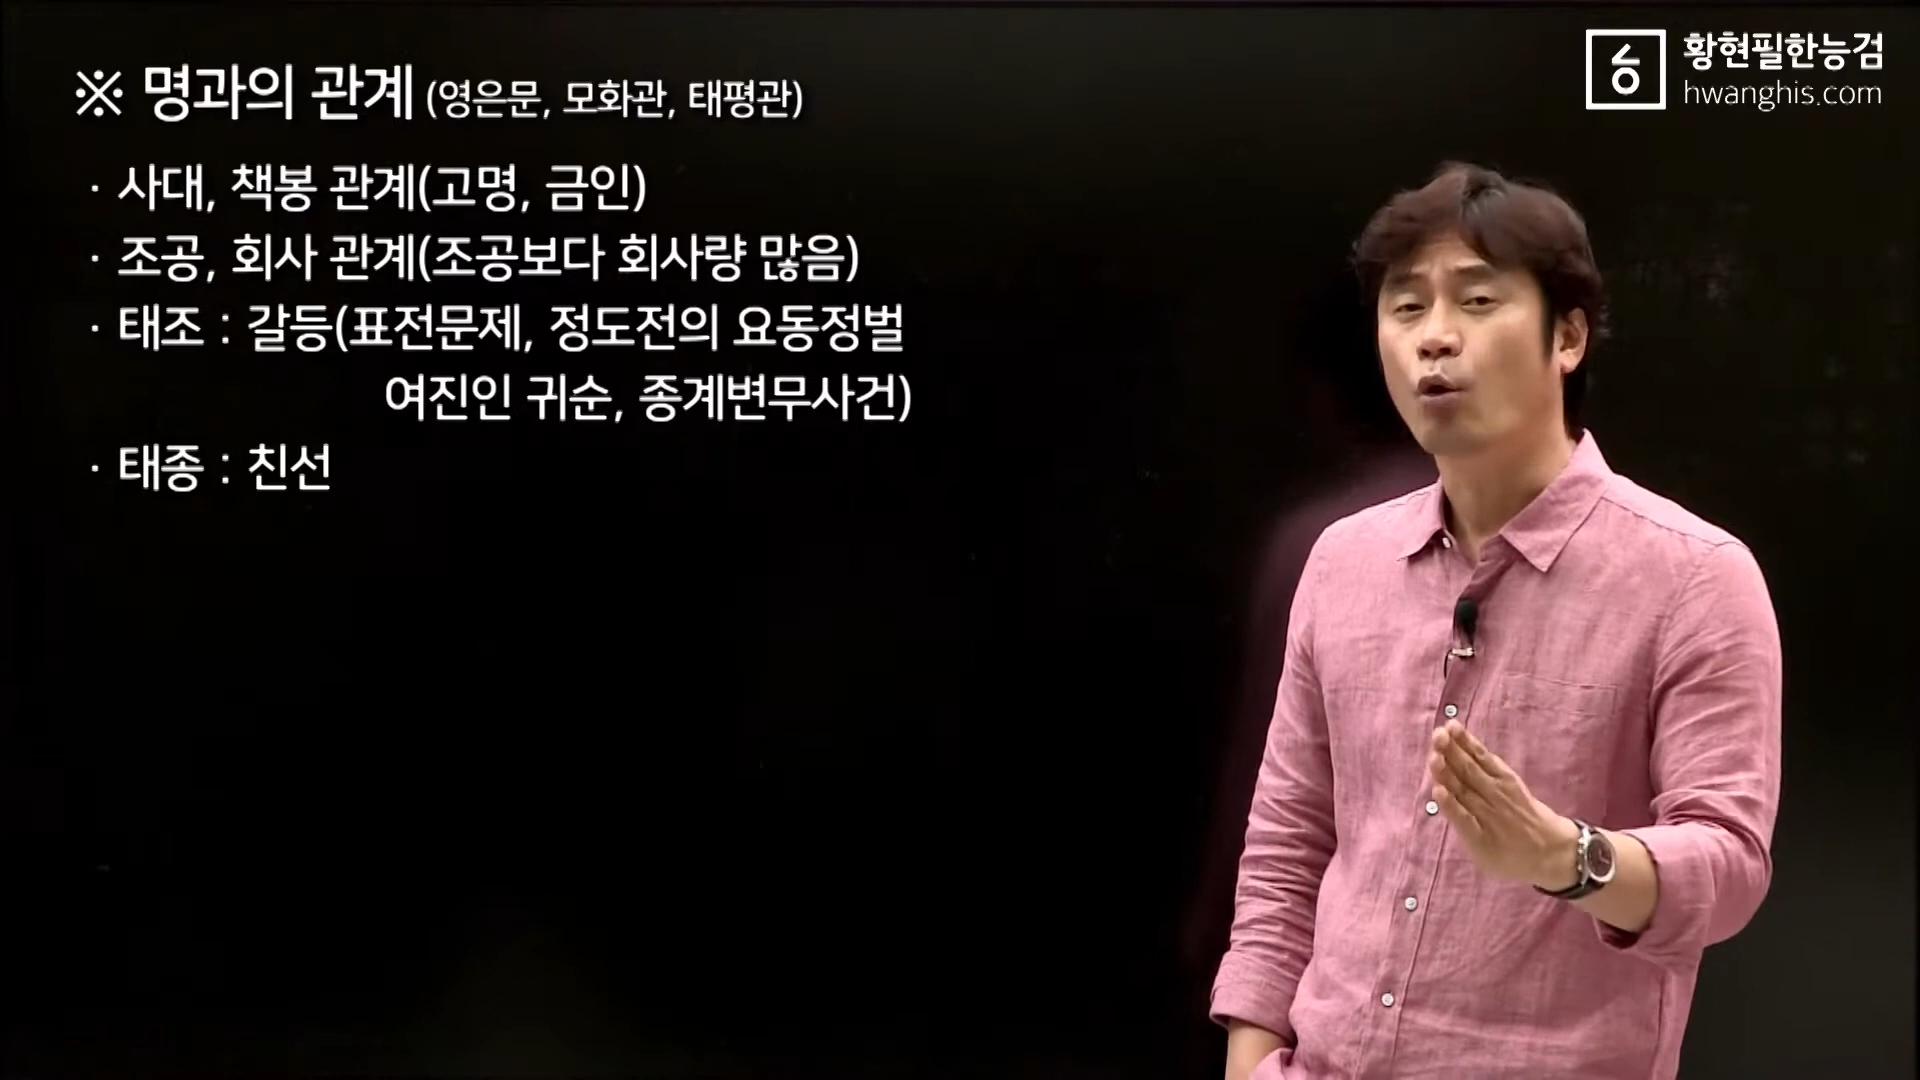 ※ 명과의 관계 (영은문, 모화관, 태평관)
· 사대, 책봉 관계(고명, 금인)
· 조공, 회사 관계(조공보다 회사량 많음)
· 태조 : 갈등(표전문제, 정도전의 요동정벌
여진인 귀순, 종계변무사건)
· 태종 : 친선
황현필한능검
hwanghis.com